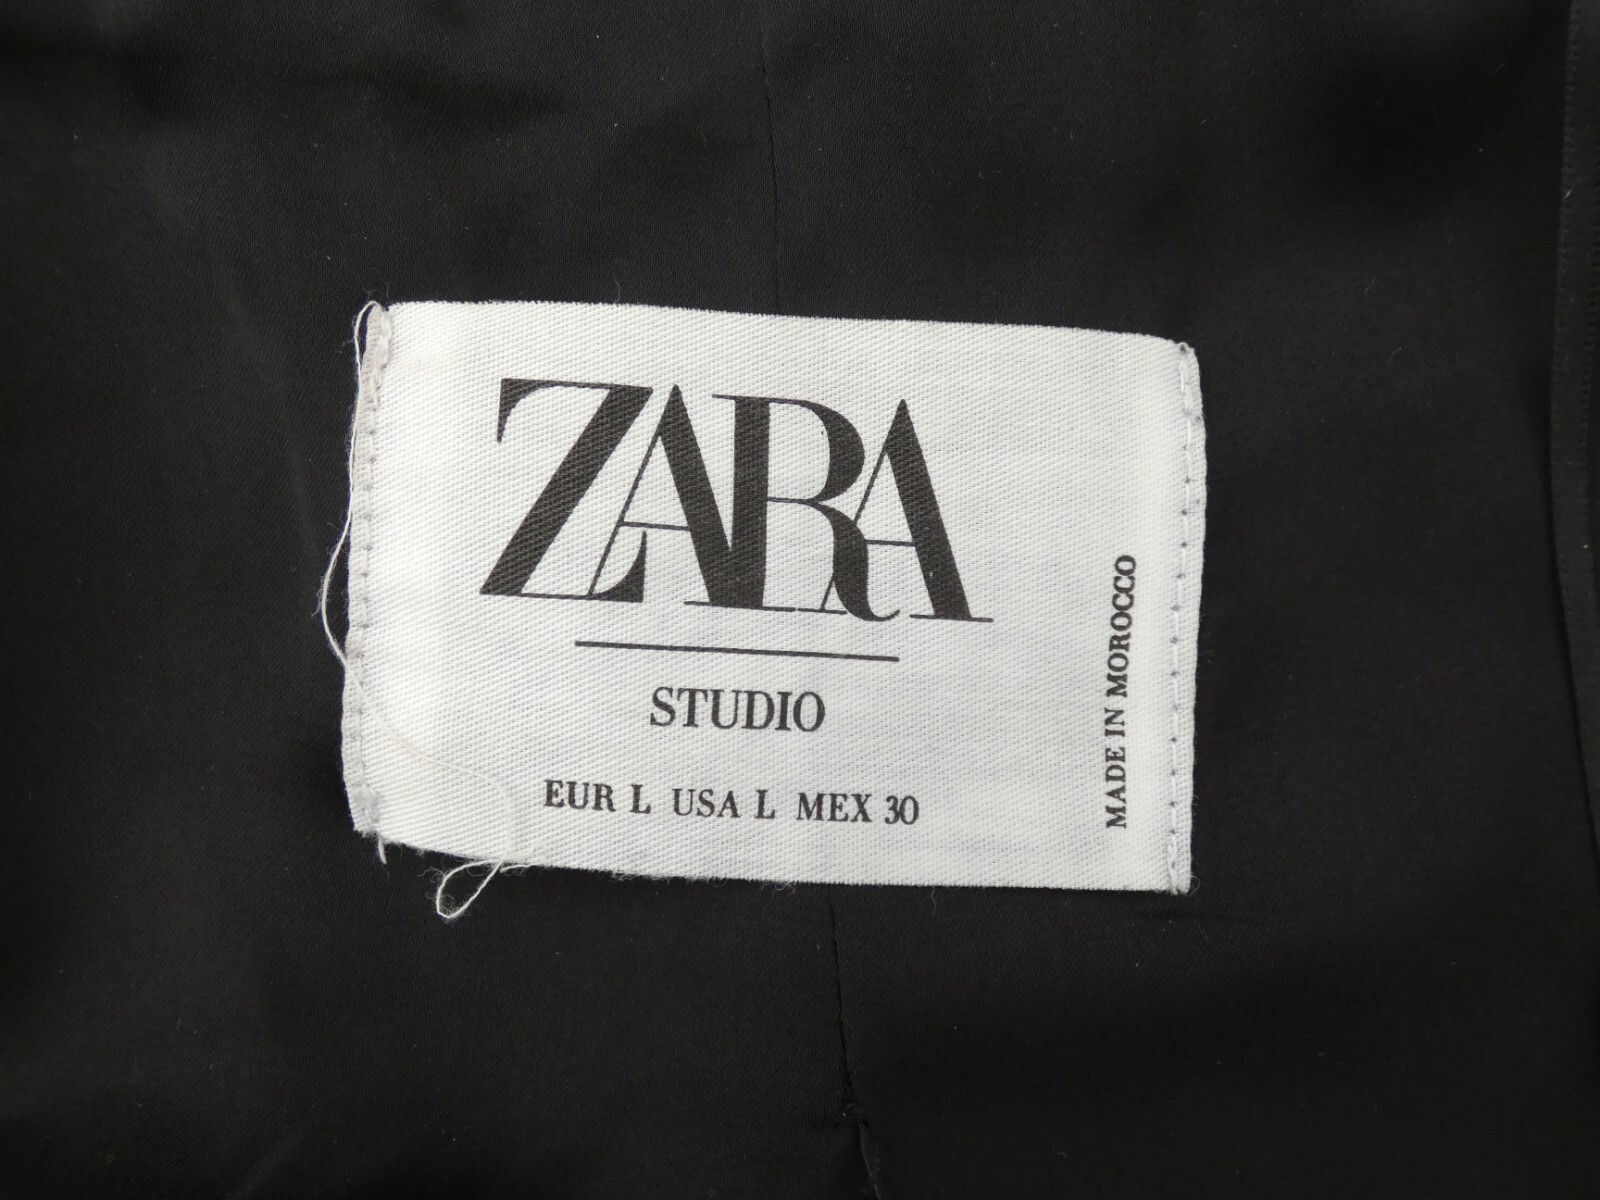 ZARA
STUDIO
EUR L USA L MEX 30
MADE IN MOROCCO